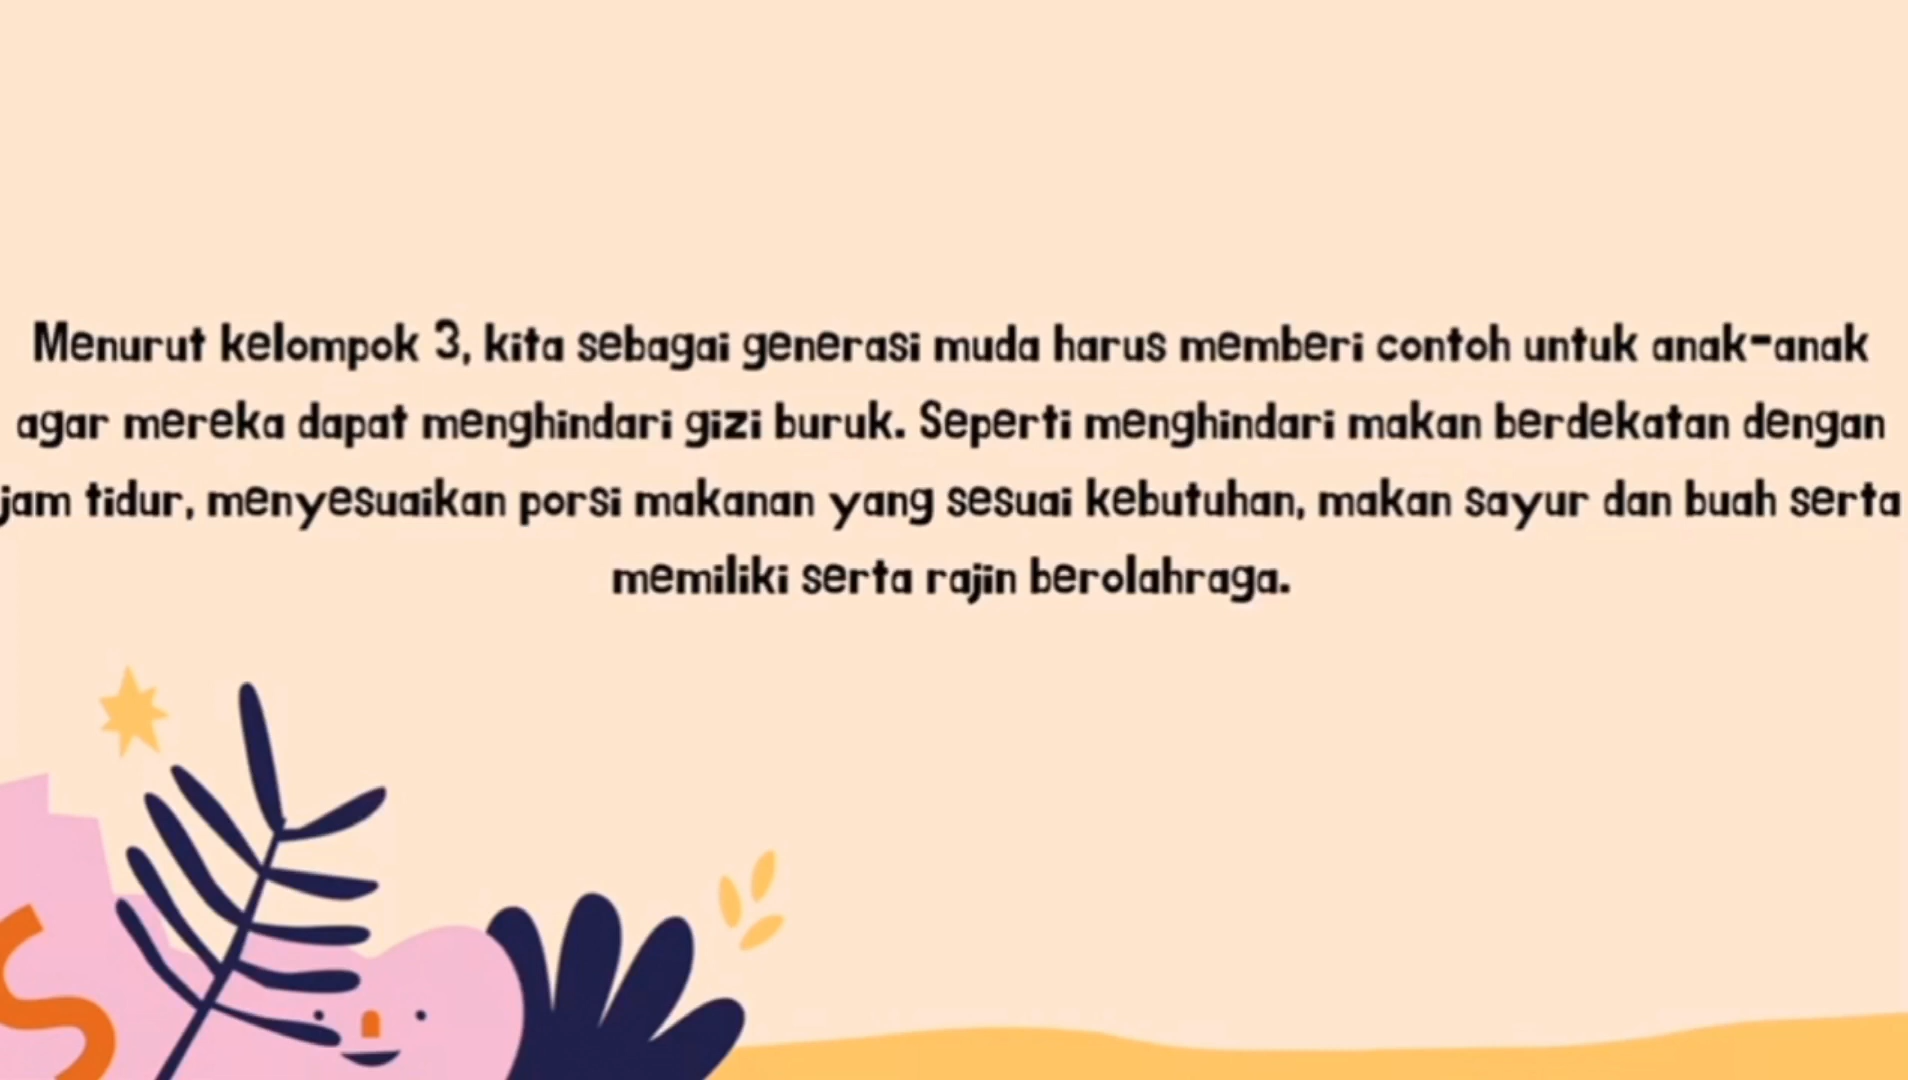 Menurut kelompok 3, kita sebagai generasi muda harus memberi contoh untuk anak-anak
agar mereka dapat menghindari gizi buruk. Seperti menghindari makan berdekatan dengan
jam tidur, menyesuaikan porsi makanan yang sesuai kebutuhan, makan sayur dan buah serta
memiliki serta rajin berolahraga.